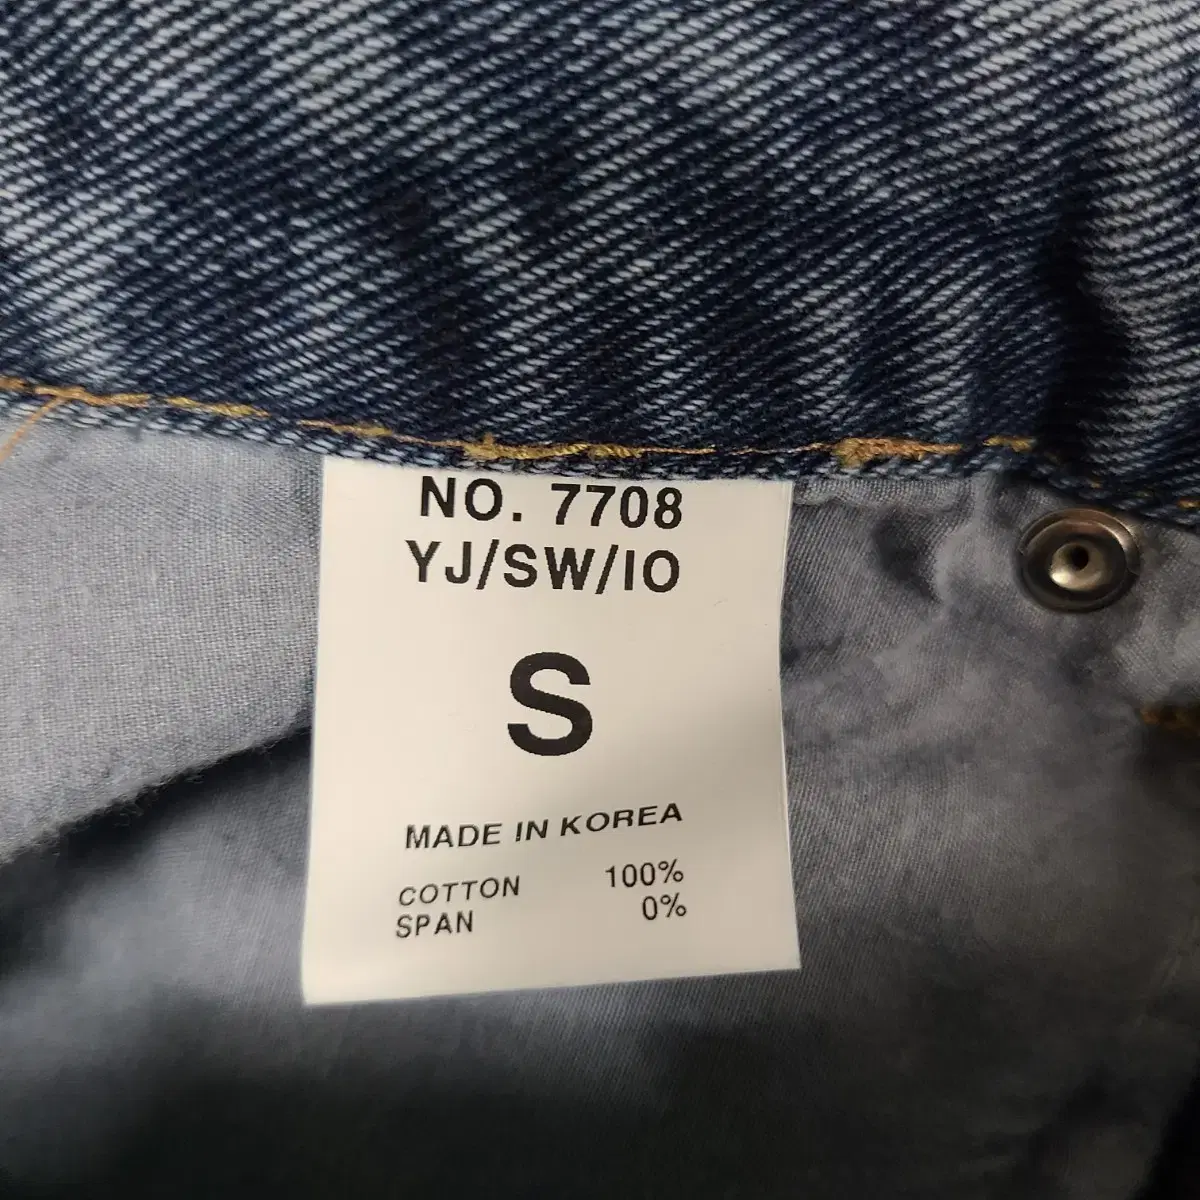 NO. 7708
YJ/SW/IO
S
MADE IN KOREA
COTTON 100%
SPAN 0%